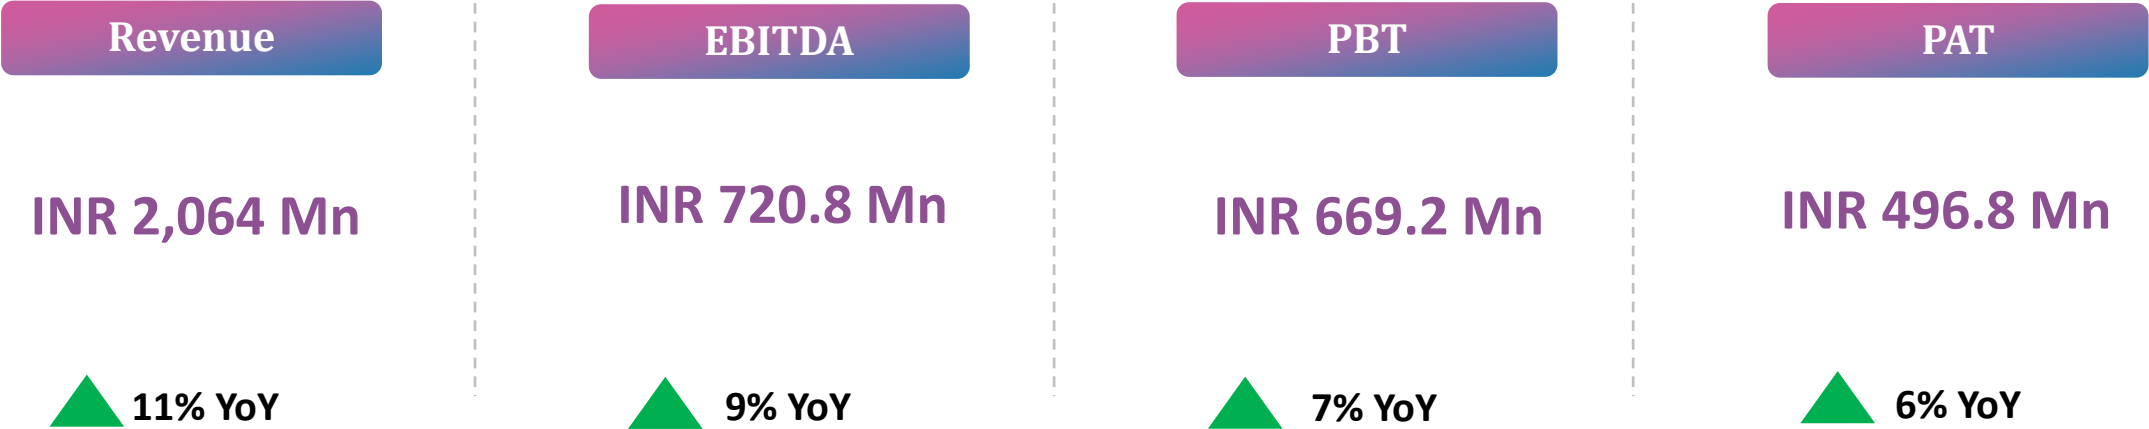 Revenue
INR 2,064 Mn
11% YoY
EBITDA
INR 720.8 Mn
9% YoY
PBT
INR 669.2 Mn
7% YoY
PAT
INR 496.8 Mn
6% YoY